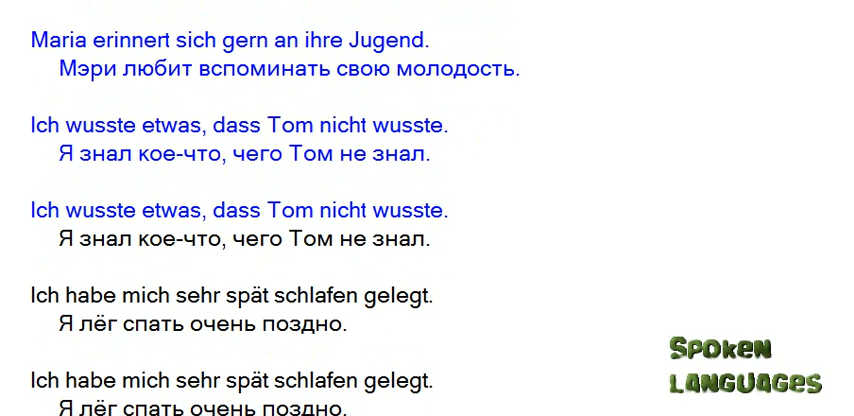 Maria erinnert sich gern an ihre Jugend.
Мэри любит вспоминать свою молодость.
Ich wusste etwas, dass Tom nicht wusste.
Я знал кое-что, чего Том не знал.
Ich wusste etwas, dass Tom nicht wusste.
Я знал кое-что, чего Том не знал.
Ich habe mich sehr spät schlafen gelegt.
Я лёг спать очень поздно.
Ich habe mich sehr spät schlafen gelegt.
Я лёг спать очень поздно.
Spoken
Languages